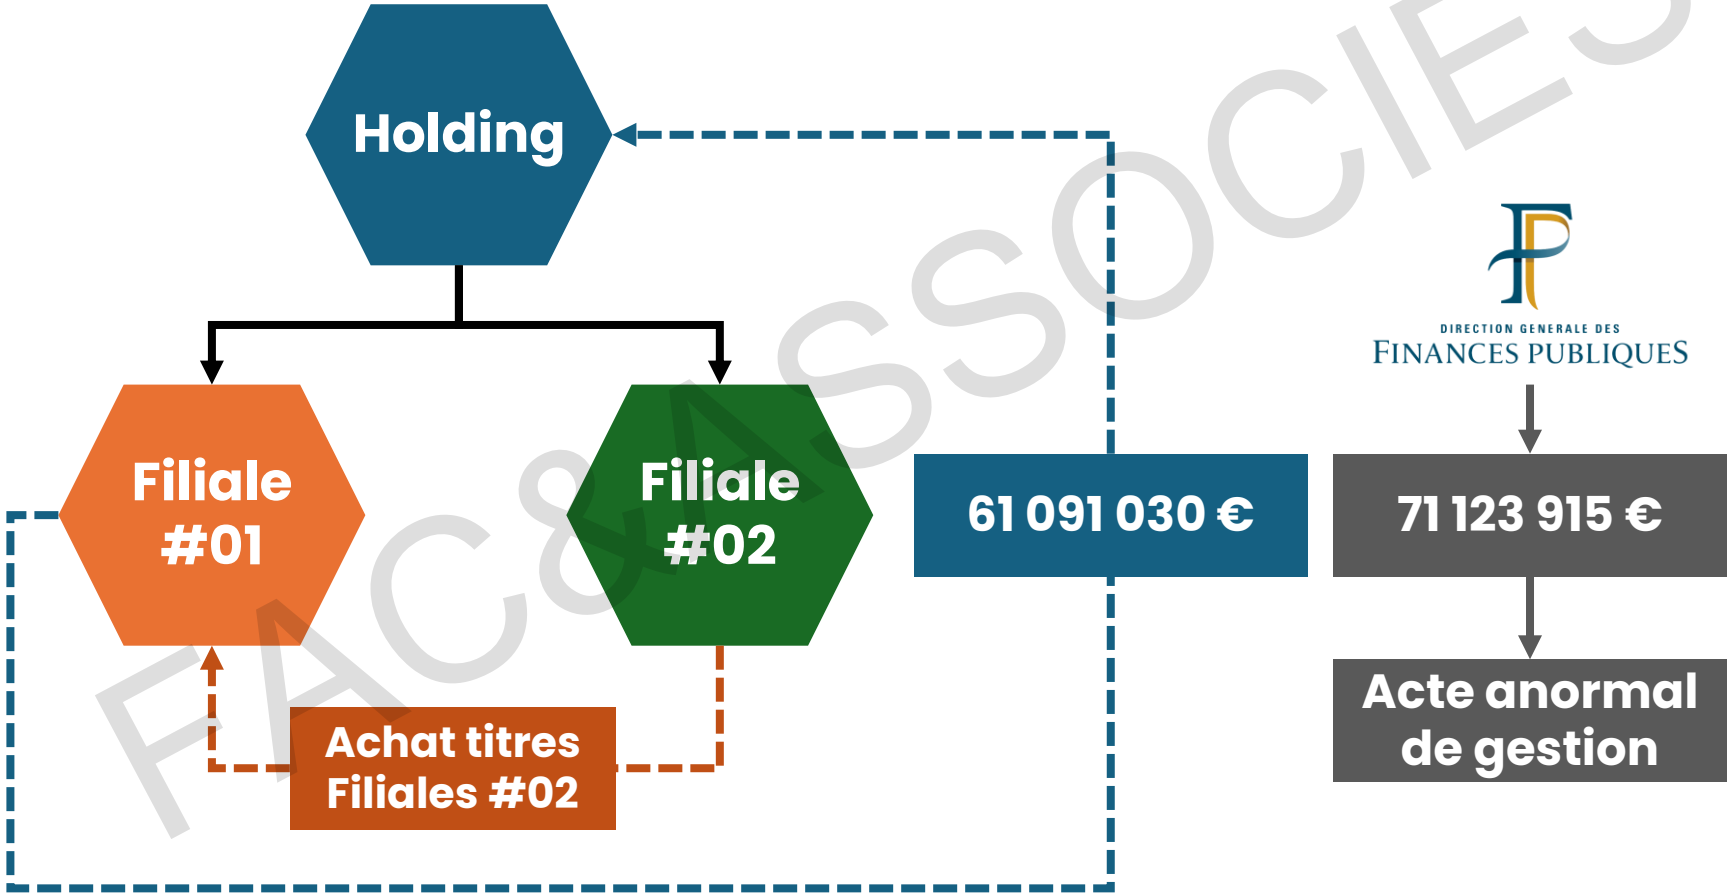 Holding
DIRECTION GENERALE DES
FINANCES PUBLIQUES
Filiale
#01
Filiale
#02
61 091 030 €
71 123 915 €
Achat titres
Filiales #02
Acte anormal
de gestion
FAC&ASSOCIES